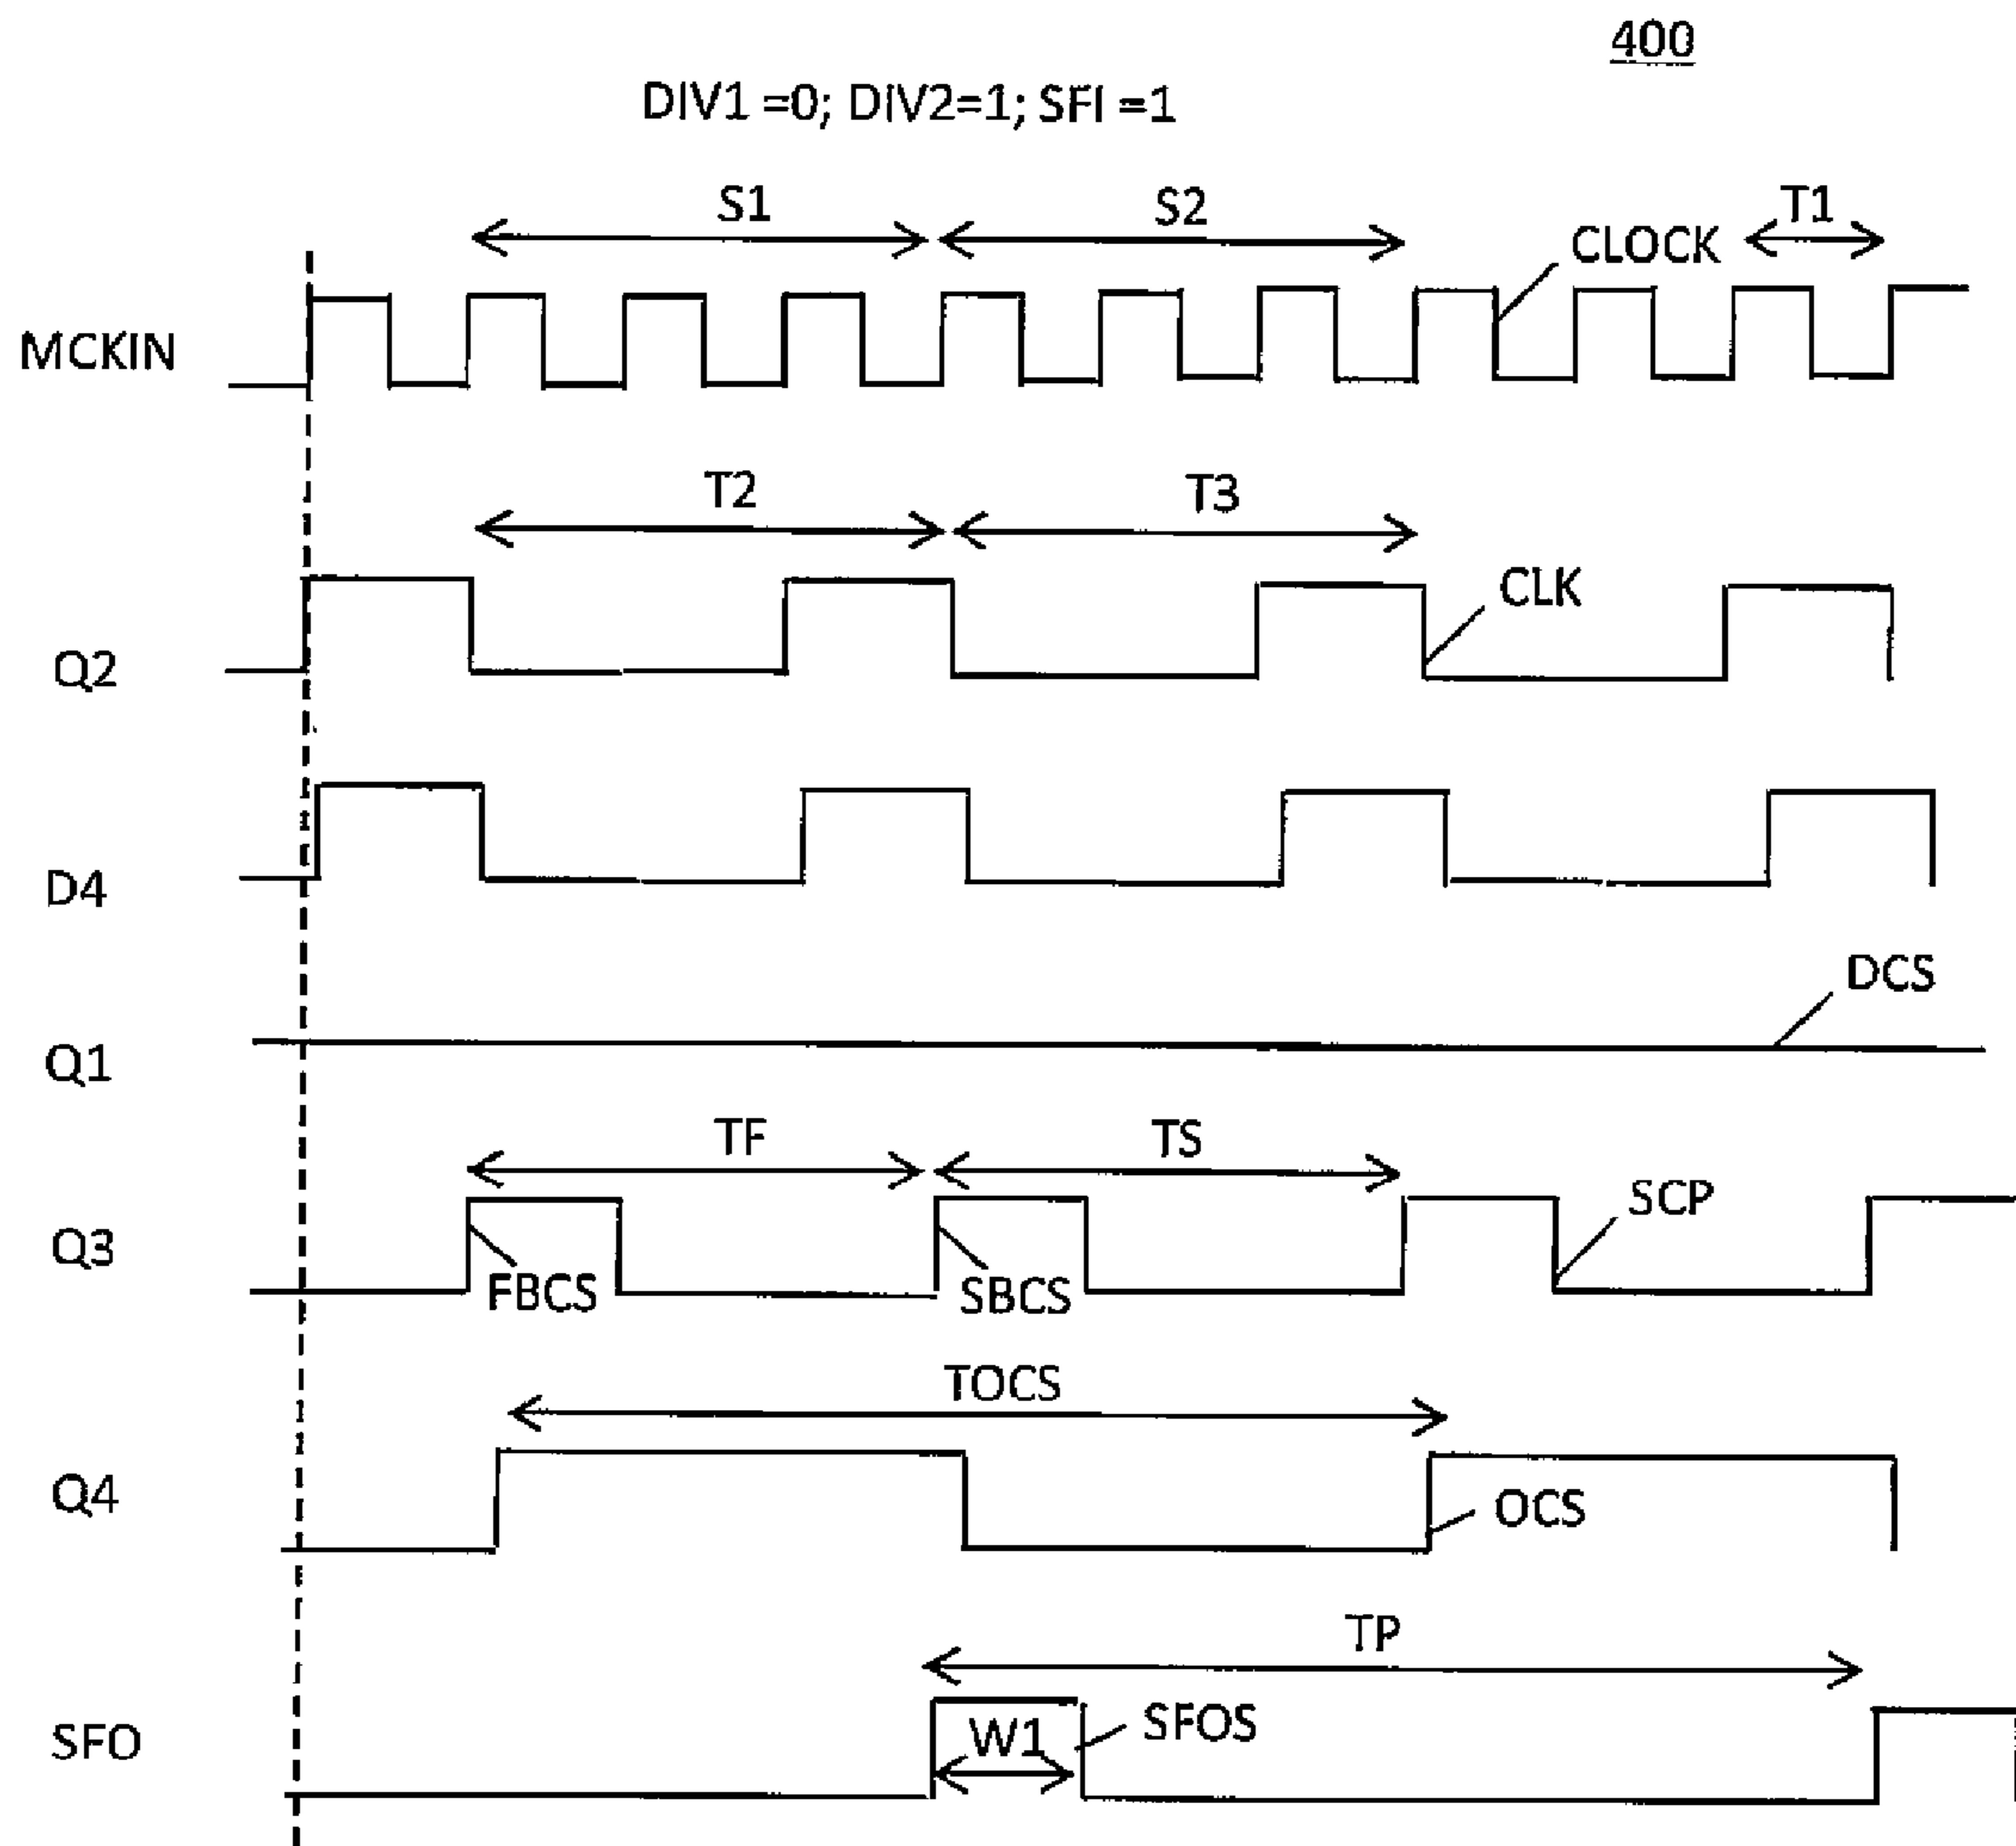 400
DIV1 =0; DIV2=1; SFI =1
S1 S2 T1
CLOCK
MCKIN
T2 T3
CLK
Q2
D4
DCS
Q1
TF TS
SCP
Q3
FBCS SBCS
TOCS
Q4
OCS
TP
SFO W1 SFOS